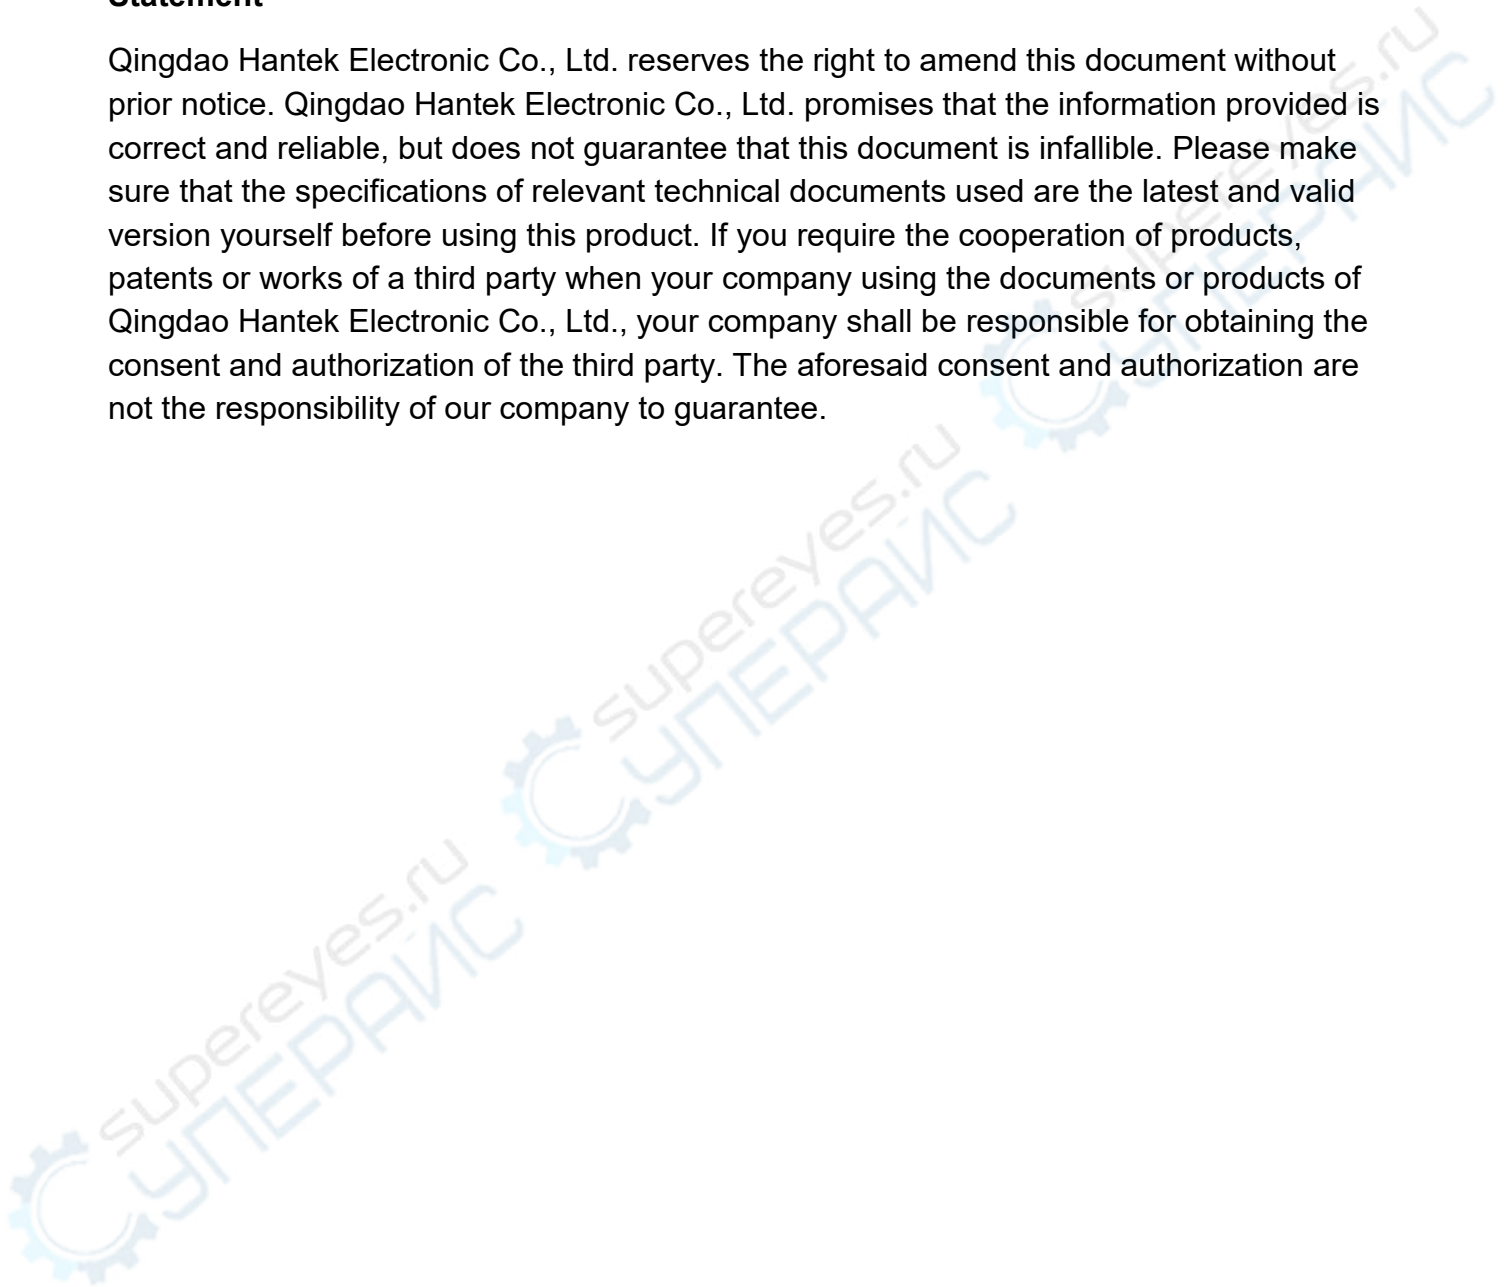 Statement
Qingdao Hantek Electronic Co., Ltd. reserves the right to amend this document without
prior notice. Qingdao Hantek Electronic Co., Ltd. promises that the information provided is
correct and reliable, but does not guarantee that this document is infallible. Please make
sure that the specifications of relevant technical documents used are the latest and valid
version yourself before using this product. If you require the cooperation of products,
patents or works of a third party when your company using the documents or products of
Qingdao Hantek Electronic Co., Ltd., your company shall be responsible for obtaining the
consent and authorization of the third party. The aforesaid consent and authorization are
not the responsibility of our company to guarantee.
supereyes.ru
СУПЕРАЙС
supereyes.ru
СУПЕРАЙС
supereyes.ru
СУПЕРАЙС